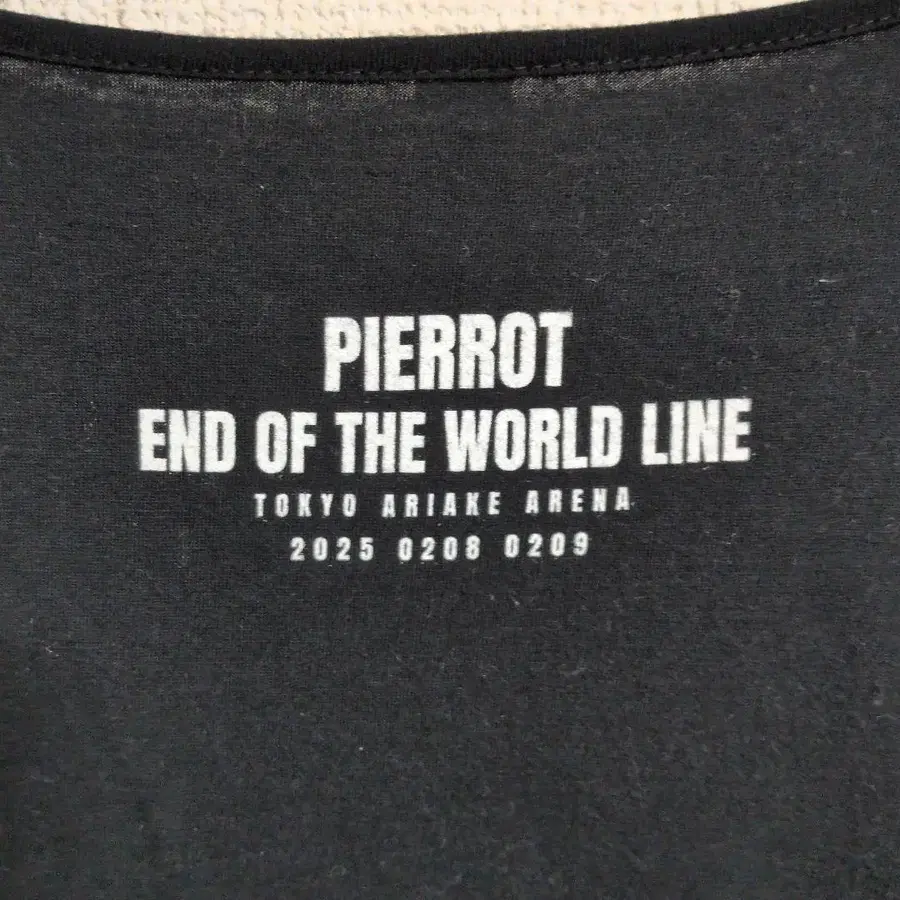 PIERROT
END OF THE WORLD LINE
TOKYO ARIAKE ARENA
2025 0208 0209